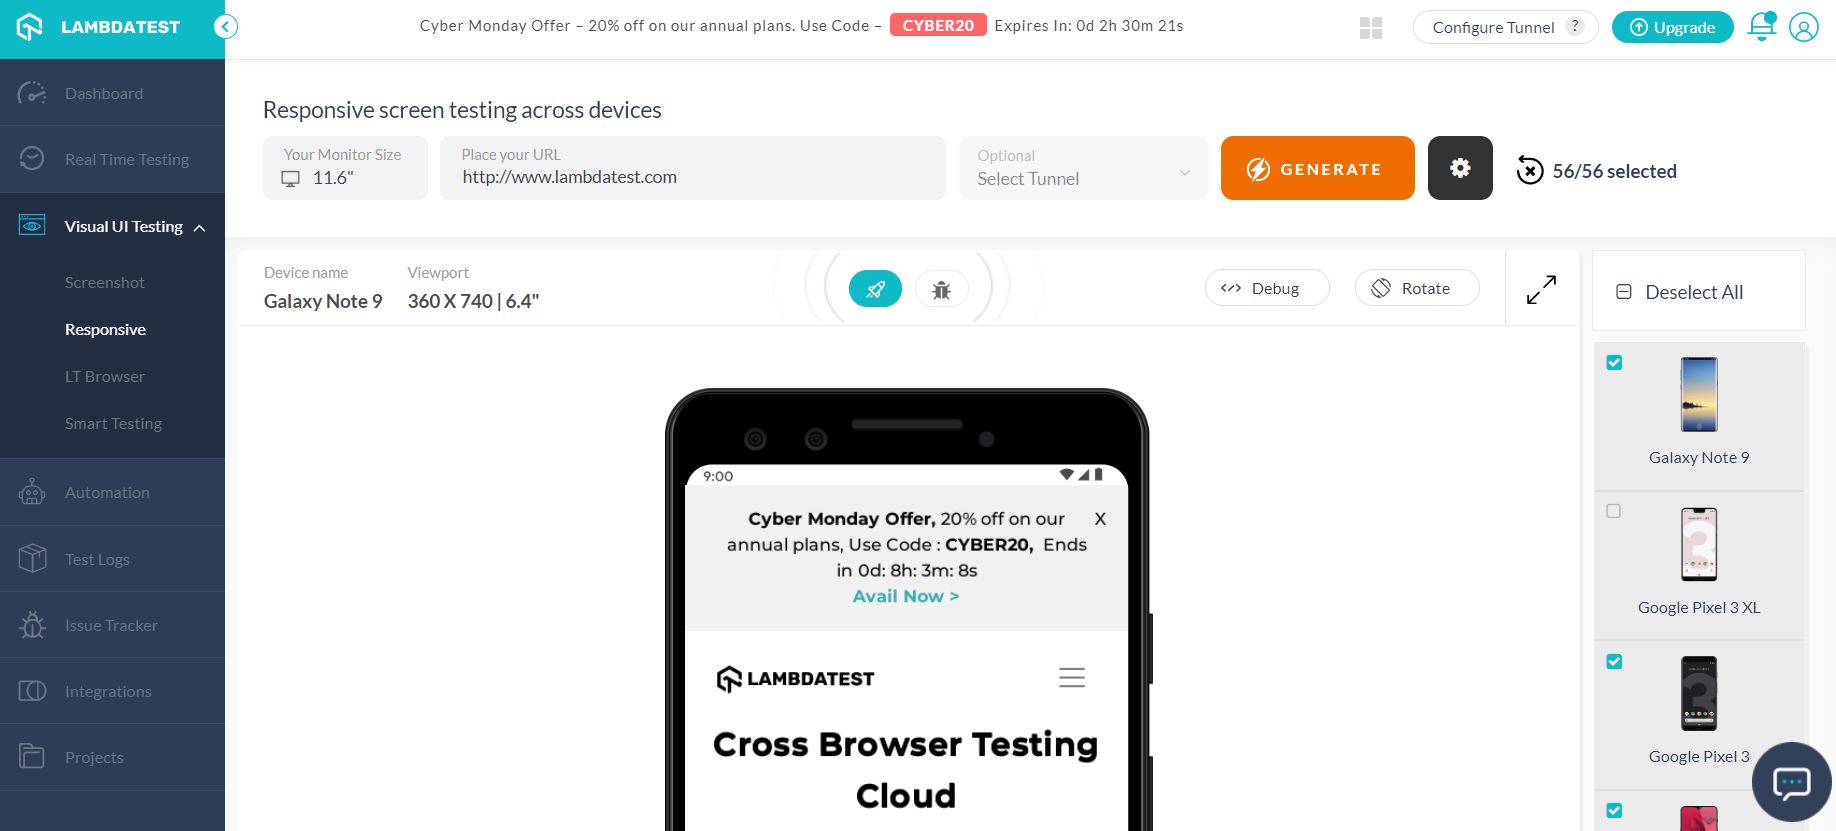 LAMBDATEST
Cyber Monday Offer – 20% off on our annual plans. Use Code – CYBER20 Expires In: 0d 2h 30m 21s
Configure Tunnel ?
Upgrade
Dashboard
Real Time Testing
Visual UI Testing
Screenshot
Responsive
LT Browser
Smart Testing
Automation
Test Logs
Issue Tracker
Integrations
Projects
Responsive screen testing across devices
Your Monitor Size
11.6"
Place your URL
http://www.lambdatest.com
Optional
Select Tunnel
GENERATE
56/56 selected
Device name
Galaxy Note 9
Viewport
360 X 740 | 6.4"
Debug
Rotate
Deselect All
9:00
Cyber Monday Offer, 20% off on our X
annual plans, Use Code : CYBER20, Ends
in 0d: 8h: 3m: 8s
Avail Now >
LAMBDATEST
Cross Browser Testing
Cloud
Galaxy Note 9
Google Pixel 3 XL
Google Pixel 3